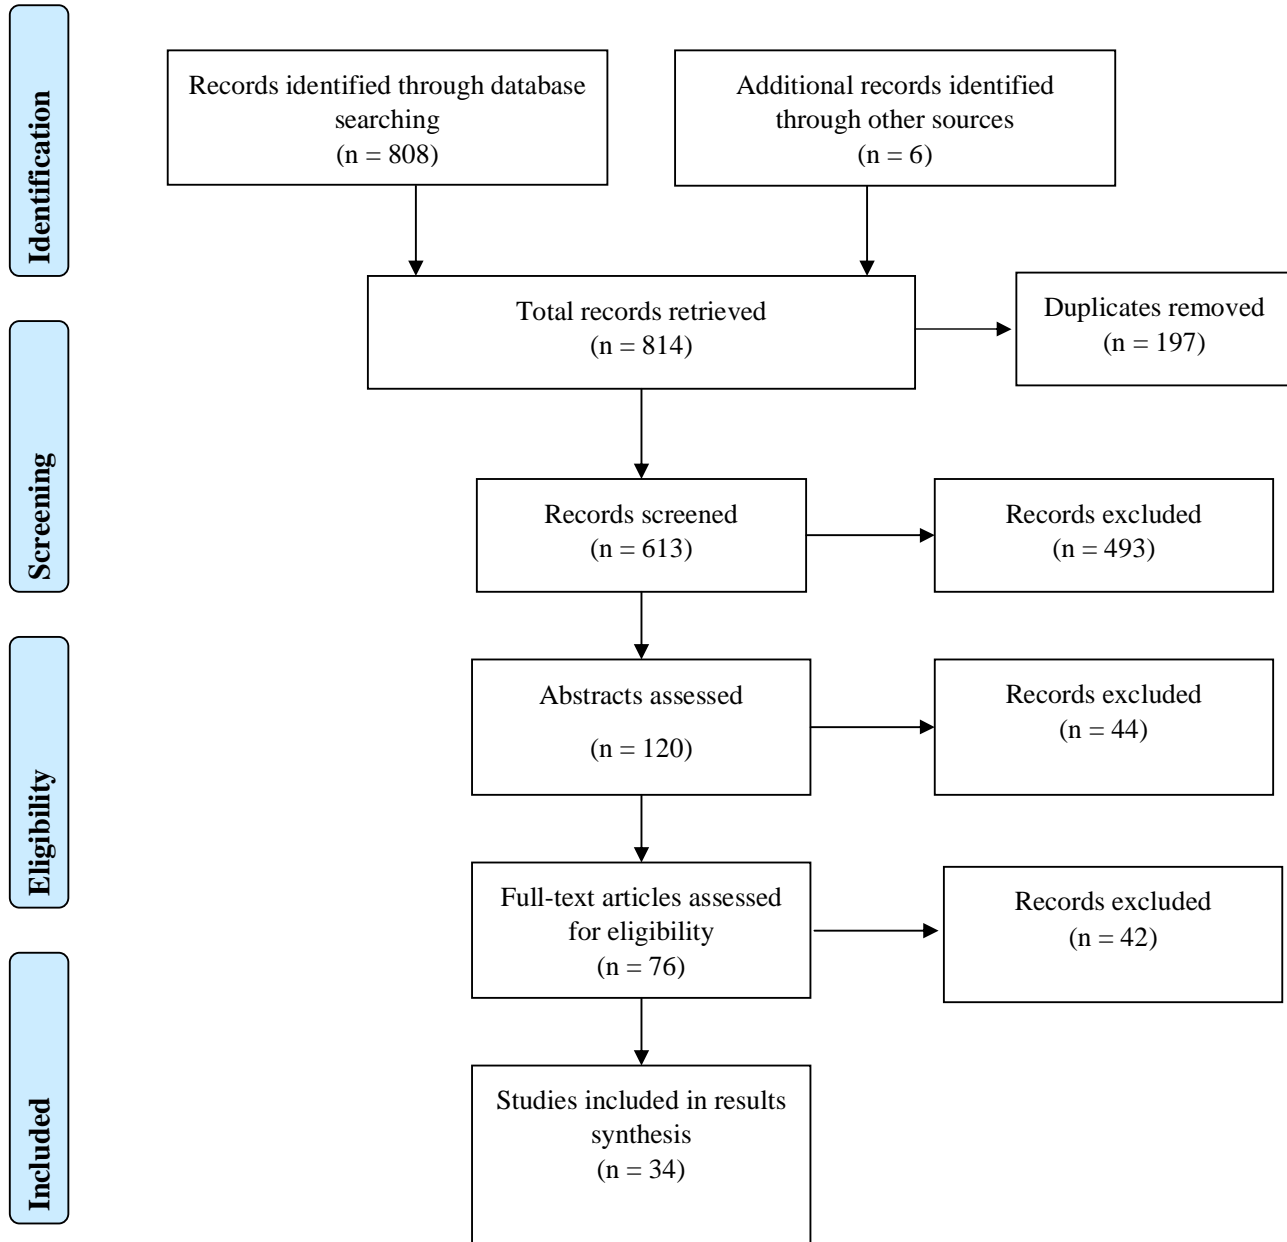 Identification
Records identified through database
searching
(n = 808)
Additional records identified
through other sources
(n = 6)
Total records retrieved
(n = 814)
Duplicates removed
(n = 197)
Screening
Records screened
(n = 613)
Records excluded
(n = 493)
Eligibility
Abstracts assessed
(n = 120)
Records excluded
(n = 44)
Full-text articles assessed
for eligibility
(n = 76)
Records excluded
(n = 42)
Included
Studies included in results
synthesis
(n = 34)